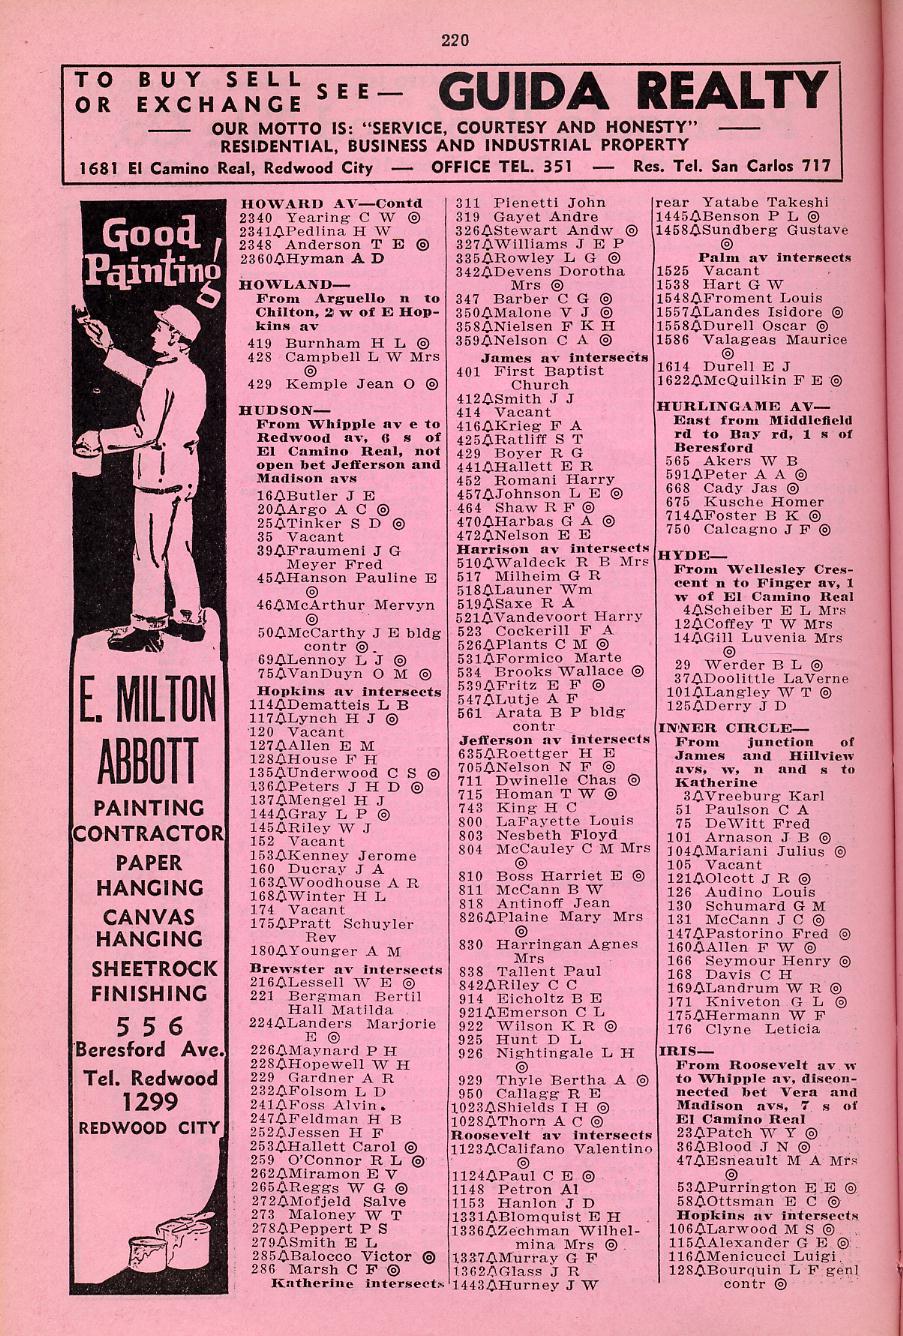 220
TO BUY SELL
OR EXCHANGE
SEE—
GUIDA REALTY
—— OUR MOTTO IS: "SERVICE, COURTESY AND HONESTY" ——
RESIDENTIAL, BUSINESS AND INDUSTRIAL PROPERTY
1681 El Camino Real, Redwood City — OFFICE TEL. 351 — Res. Tel. San Carlos 717
Good
Painting!
E. MILTON
ABBOTT
PAINTING
CONTRACTOR
PAPER
HANGING
CANVAS
HANGING
SHEETROCK
FINISHING
556
Beresford Ave.
Tel. Redwood
1299
REDWOOD CITY
HOWARD AV—Contd
2340 Yearing C W ◎
2341△Pedlina H W
2348 Anderson T E ◎
2360△Hyman A D
HOWLAND—
From Arguello n to
Chilton, 2 w of E Hop-
kins av
419 Burnham H L ◎
428 Campbell L W Mrs
◎
429 Kemple Jean O ◎
HUDSON—
From Whipple av e to
Redwood av, 6 s of
El Camino Real, not
open bet Jefferson and
Madison avs
16△Butler J E
20△Argo A C ◎
25△Tinker S D ◎
35 Vacant
39△Fraumeni J G
Meyer Fred
45△Hanson Pauline E
◎
46△McArthur Mervyn
◎
50△McCarthy J E bldg
contr ◎
69△Lennoy L J ◎
75△VanDuyn O M ◎
Hopkins av intersects
114△Dematteis L B
117△Lynch H J ◎
120 Vacant
127△Allen E M
128△House F H
135△Underwood C S ◎
136△Peters J H D ◎
137△Mengel H J
144△Gray L P ◎
145△Riley W J
152 Vacant
153△Kenney Jerome
160 Ducray J A
163△Woodhouse A R
168△Winter H L
174 Vacant
175△Pratt Schuyler
Rev
180△Younger A M
Brewster av intersects
216△Lessell W E ◎
221 Bergman Bertil
Hall Matilda
224△Landers Marjorie
E ◎
226△Maynard P H
228△Hopewell W H
229 Gardner A R
232△Folsom L D
241△Foss Alvin
247△Feldman H B
252△Jessen H F
253△Hallett Carol ◎
259 O'Connor R L ◎
262△Miramon E V
265△Reggs W G ◎
272△Mofjeld Salve
273 Maloney W T
278△Peppert P S
279△Smith E L
285△Balocco Victor ◎
286 Marsh C F ◎
Katherine intersects
311 Pienetti John
319 Gayet Andre
326△Stewart Andw ◎
327△Williams J E P
335△Rowley L G ◎
342△Devens Dorotha
Mrs ◎
347 Barber C G ◎
350△Malone V J ◎
358△Nielsen F K H
359△Nelson C A ◎
James av intersects
401 First Baptist
Church
412△Smith J J
414 Vacant
416△Krieg F A
425△Ratliff S T
429 Boyer R G
441△Hallett E R
452 Romani Harry
457△Johnson L E ◎
464 Shaw R F ◎
470△Harbas G A ◎
472△Nelson E E
Harrison av intersects
510△Waldeck R B Mrs
517 Milheim G R
518△Launer Wm
519△Saxe R A
521△Vandevoort Harry
523 Cockerill F A
526△Plants C M ◎
531△Formico Marte
534 Brooks Wallace ◎
539△Fritz E F ◎
547△Lutje A F
561 Arata B P bldg
contr
Jefferson av intersects
635△Roettger H E
705△Nelson N F ◎
711 Dwinelle Chas ◎
715 Homan T W ◎
743 King H C
800 LaFayette Louis
803 Nesbeth Floyd
804 McCauley C M Mrs
◎
810 Boss Harriet E ◎
811 McCann B W
818 Antinoff Jean
826△Plaine Mary Mrs
◎
830 Harringan Agnes
Mrs
838 Tallent Paul
842△Riley C C
914 Eicholtz B E
921△Emerson C L
922 Wilson K R ◎
925 Hunt D L
926 Nightingale L H
◎
929 Thyle Bertha A ◎
950 Callagg R E
1023△Shields I H ◎
1028△Thorn A C ◎
Roosevelt av intersects
1123△Califano Valentino
◎
1124△Paul C E ◎
1148 Petron Al
1153 Hanlon J D
1331△Blomquist E H
1336△Zechman Wilhel-
mina Mrs ◎
1337△Murray G F
1362△Glass J R
1443△Hurney J W
rear Yatabe Takeshi
1445△Benson P L ◎
1458△Sundberg Gustave
◎
Palm av intersects
1525 Vacant
1538 Hart G W
1548△Froment Louis
1557△Landes Isidore ◎
1558△Durell Oscar ◎
1586 Valageas Maurice
◎
1614 Durell E J
1622△McQuilkin F E ◎
HURLINGAME AV—
East from Middlefield
rd to Bay rd, 1 s of
Beresford
565 Akers W B
591△Peter A A ◎
668 Cady Jas ◎
675 Kusche Homer
714△Foster B K ◎
750 Calcagno J F ◎
HYDE—
From Wellesley Cres-
cent n to Finger av, 1
w of El Camino Real
4△Scheiber E L Mrs
12△Coffey T W Mrs
14△Gill Luvenia Mrs
◎
29 Werder B L ◎
37△Doolittle LaVerne
101△Langley W T ◎
125△Derry J D
INNER CIRCLE—
From junction of
James and Hillview
avs, w, n and s to
Katherine
3△Vreeburg Karl
51 Paulson C A
75 DeWitt Fred
101 Arnason J B ◎
104△Mariani Julius ◎
105 Vacant
121△Olcott J R ◎
126 Audino Louis
130 Schumard G M
131 McCann J C ◎
147△Pastorino Fred ◎
160△Allen F W ◎
166 Seymour Henry ◎
168 Davis C H
169△Landrum W R ◎
171 Kniveton G L ◎
175△Hermann W F
176 Clyne Leticia
IRIS—
From Roosevelt av w
to Whipple av, discon-
nected bet Vera and
Madison avs, 7 s of
El Camino Real
23△Patch W Y ◎
36△Blood J N ◎
47△Esneault M A Mrs
◎
53△Purrington E E ◎
58△Ottsman E C ◎
Hopkins av intersects
106△Larwood M S ◎
115△Alexander G E ◎
116△Menicucci Luigi
128△Bourquin L F genl
contr ◎